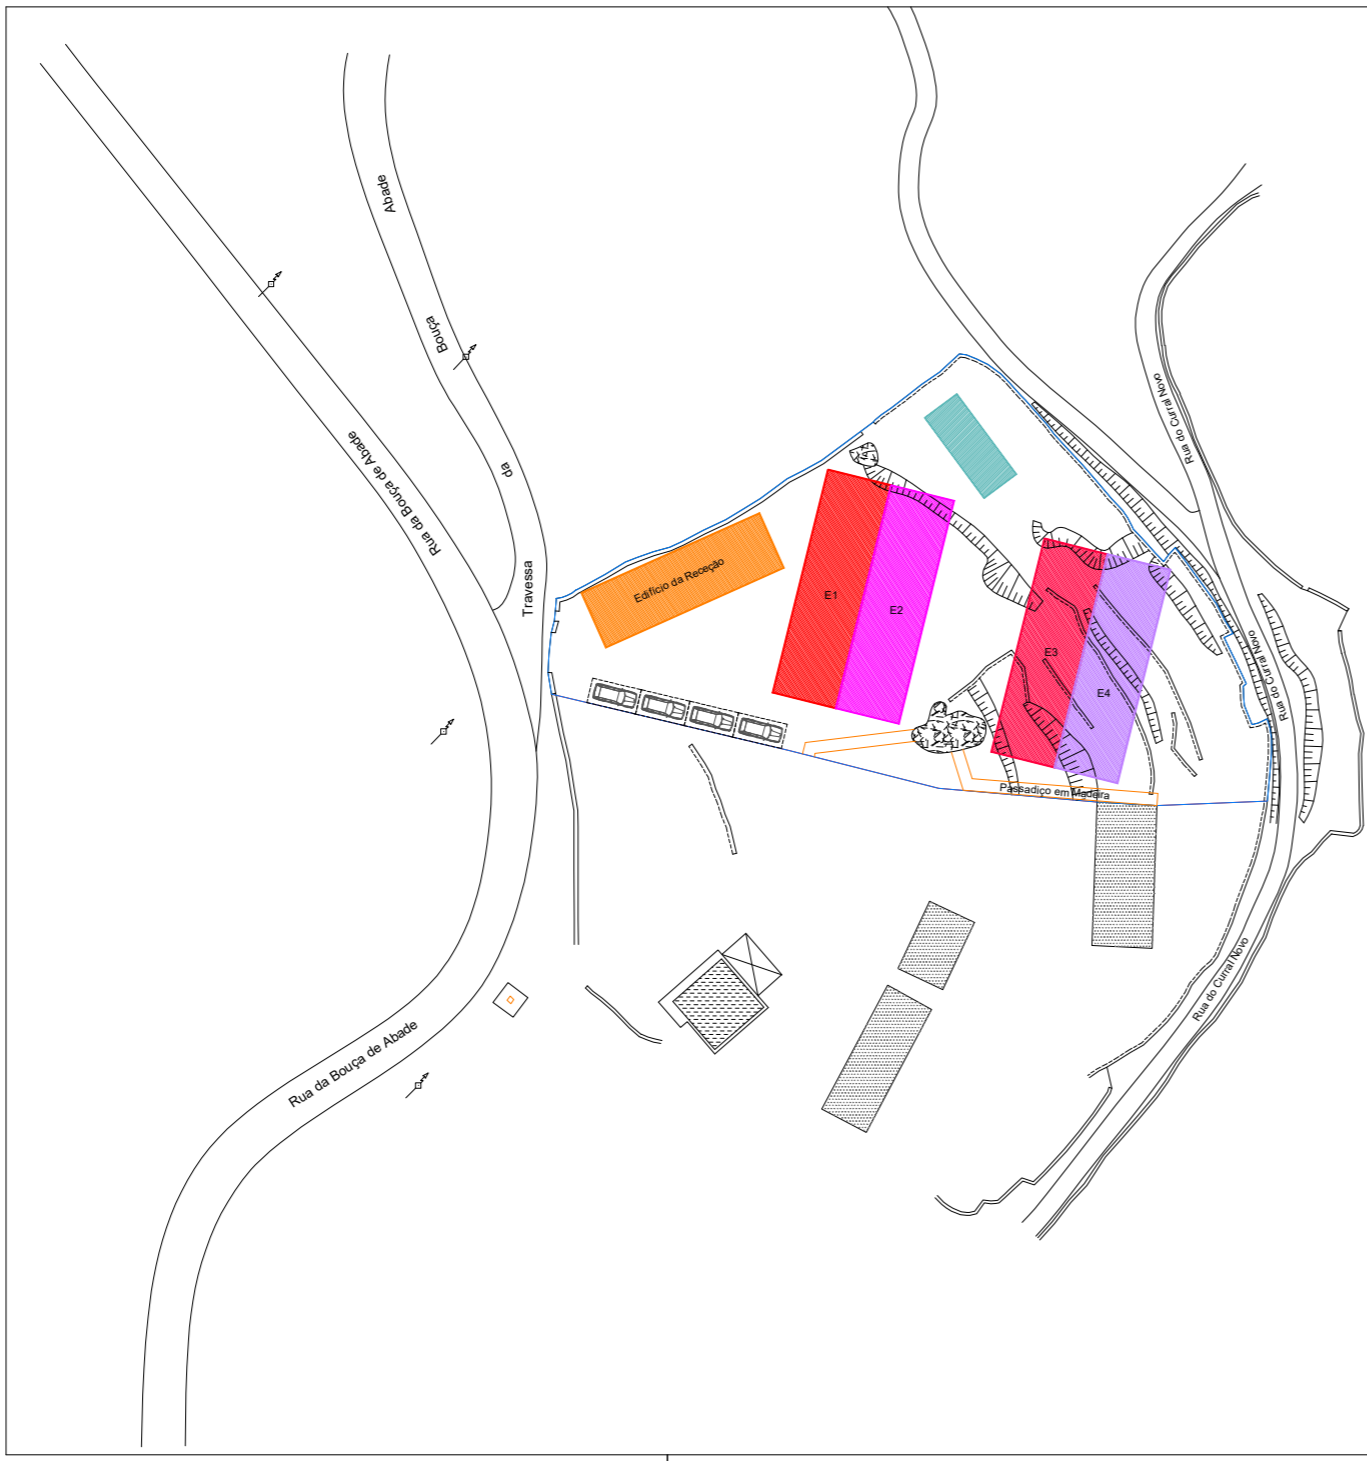 Abade
Bouça
da
Travessa
Rua da Bouça de Abade
Rua do Curral Novo
Edifício da Receção
E1
E2
E3
E4
Rua do Curral Novo
Passadiço em Madeira
Rua do Curral Novo
Rua da Bouça de Abade